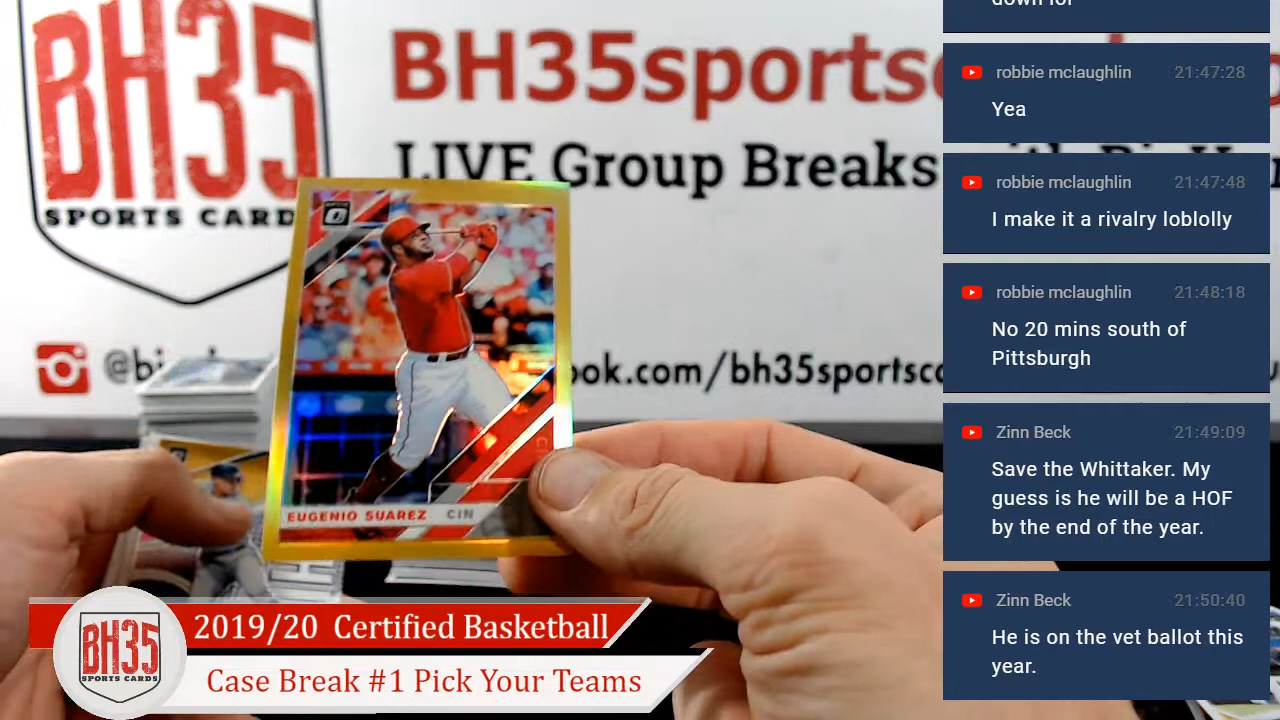 BH35
SPORTS CARD
BH35sportsc
LIVE Group Breaks with
ook.com/bh35sportsca
EUGENIO SUAREZ CIN
BH35
SPORTS CARDS
2019/20 Certified Basketball
Case Break #1 Pick Your Teams
down for
robbie mclaughlin 21:47:28
Yea
robbie mclaughlin 21:47:48
I make it a rivalry loblolly
robbie mclaughlin 21:48:18
No 20 mins south of
Pittsburgh
Zinn Beck 21:49:09
Save the Whittaker. My
guess is he will be a HOF
by the end of the year.
Zinn Beck 21:50:40
He is on the vet ballot this
year.